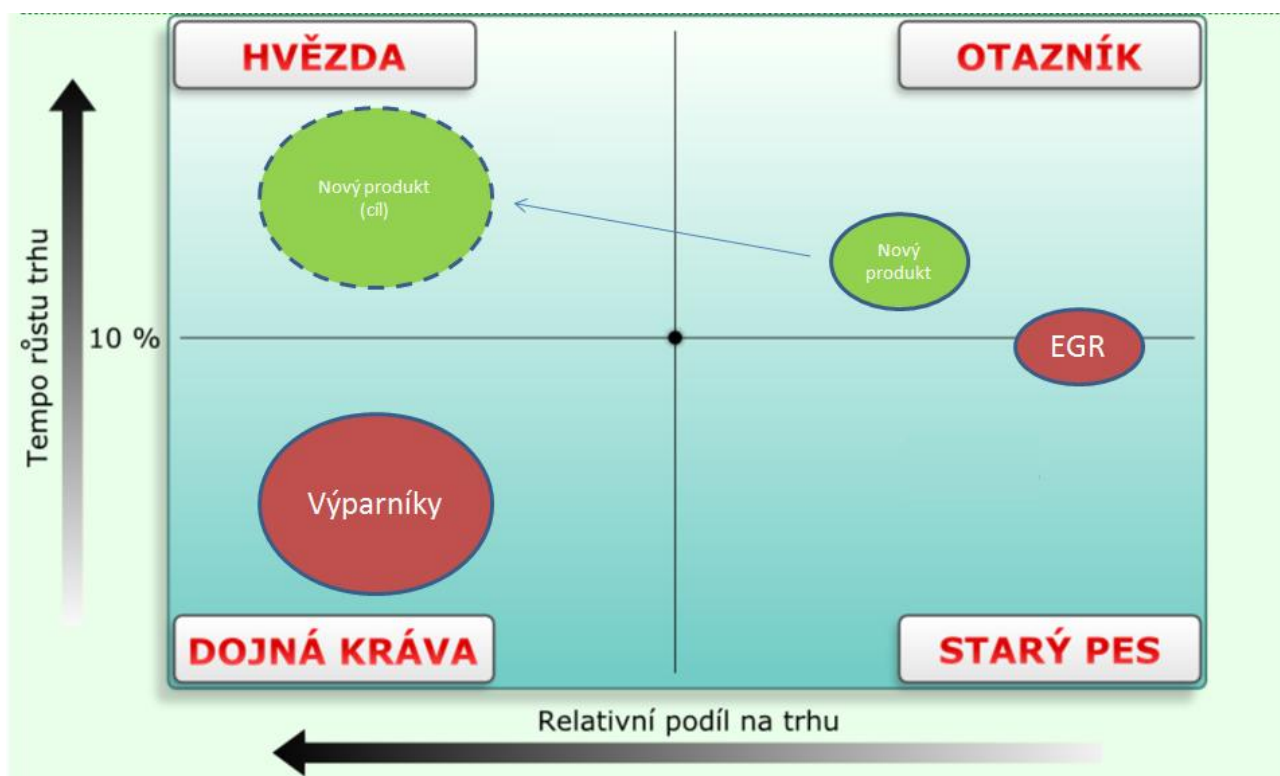 HVĚZDA
OTAZNÍK
Nový produkt
(cíl)
Nový
produkt
Tempo růstu trhu
10 %
EGR
Výparníky
DOJNÁ KRÁVA
STARÝ PES
Relativní podíl na trhu